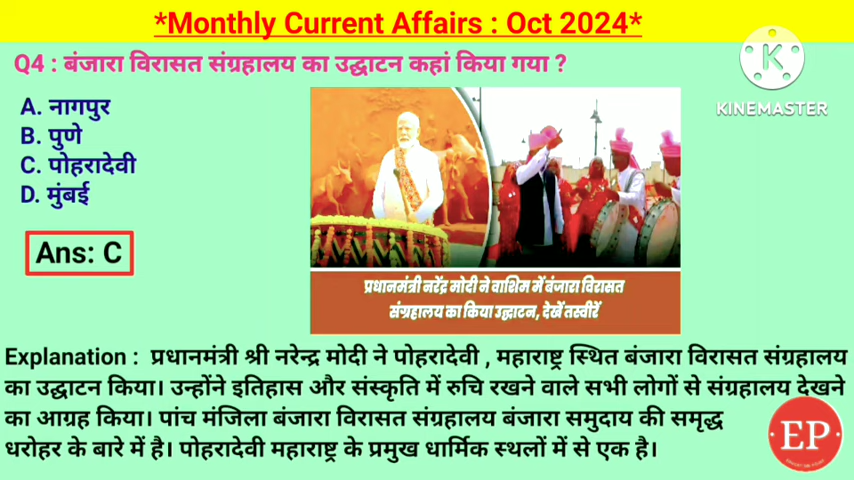 *Monthly Current Affairs : Oct 2024*
Q4 : बंजारा विरासत संग्रहालय का उद्घाटन कहां किया गया ?
KINEMASTER
A. नागपुर
B. पुणे
C. पोहरादेवी
D. मुंबई
Ans: C
प्रधानमंत्री नरेंद्र मोदी ने वाशिम में बंजारा विरासत
संग्रहालय का किया उद्घाटन, देखें तस्वीरें
Explanation : प्रधानमंत्री श्री नरेन्द्र मोदी ने पोहरादेवी , महाराष्ट्र स्थित बंजारा विरासत संग्रहालय
का उद्घाटन किया। उन्होंने इतिहास और संस्कृति में रुचि रखने वाले सभी लोगों से संग्रहालय देखने
का आग्रह किया। पांच मंजिला बंजारा विरासत संग्रहालय बंजारा समुदाय की समृद्ध
धरोहर के बारे में है। पोहरादेवी महाराष्ट्र के प्रमुख धार्मिक स्थलों में से एक है।
EP